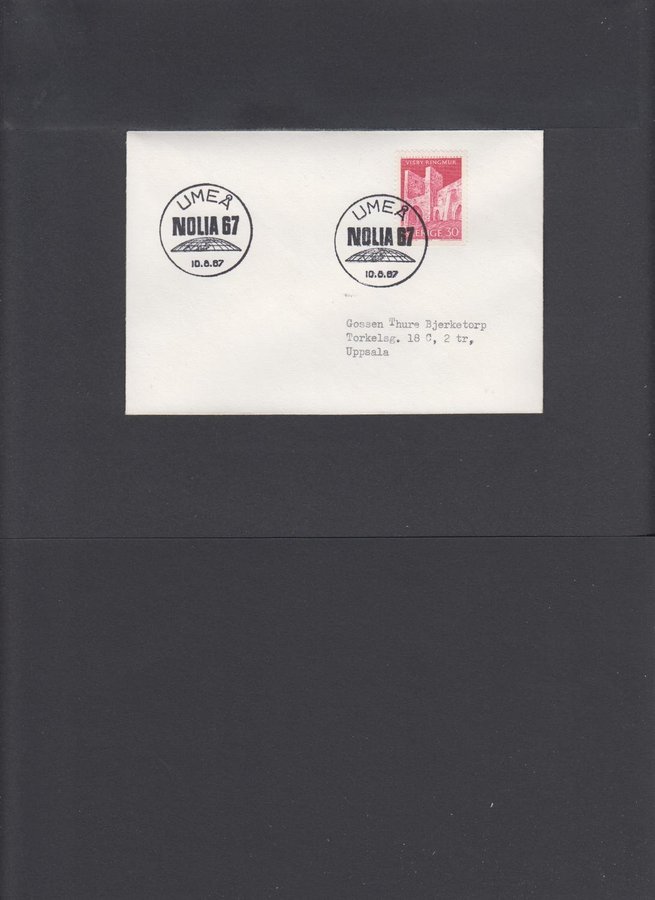 UMEÅ
NOLIA 67
10.8.67
VISBY RINGMUR
SVERIGE 30
UMEÅ
NOLIA 67
10.8.67
Gossen Thure Bjerketorp
Torkelsg. 18 C, 2 tr,
Uppsala